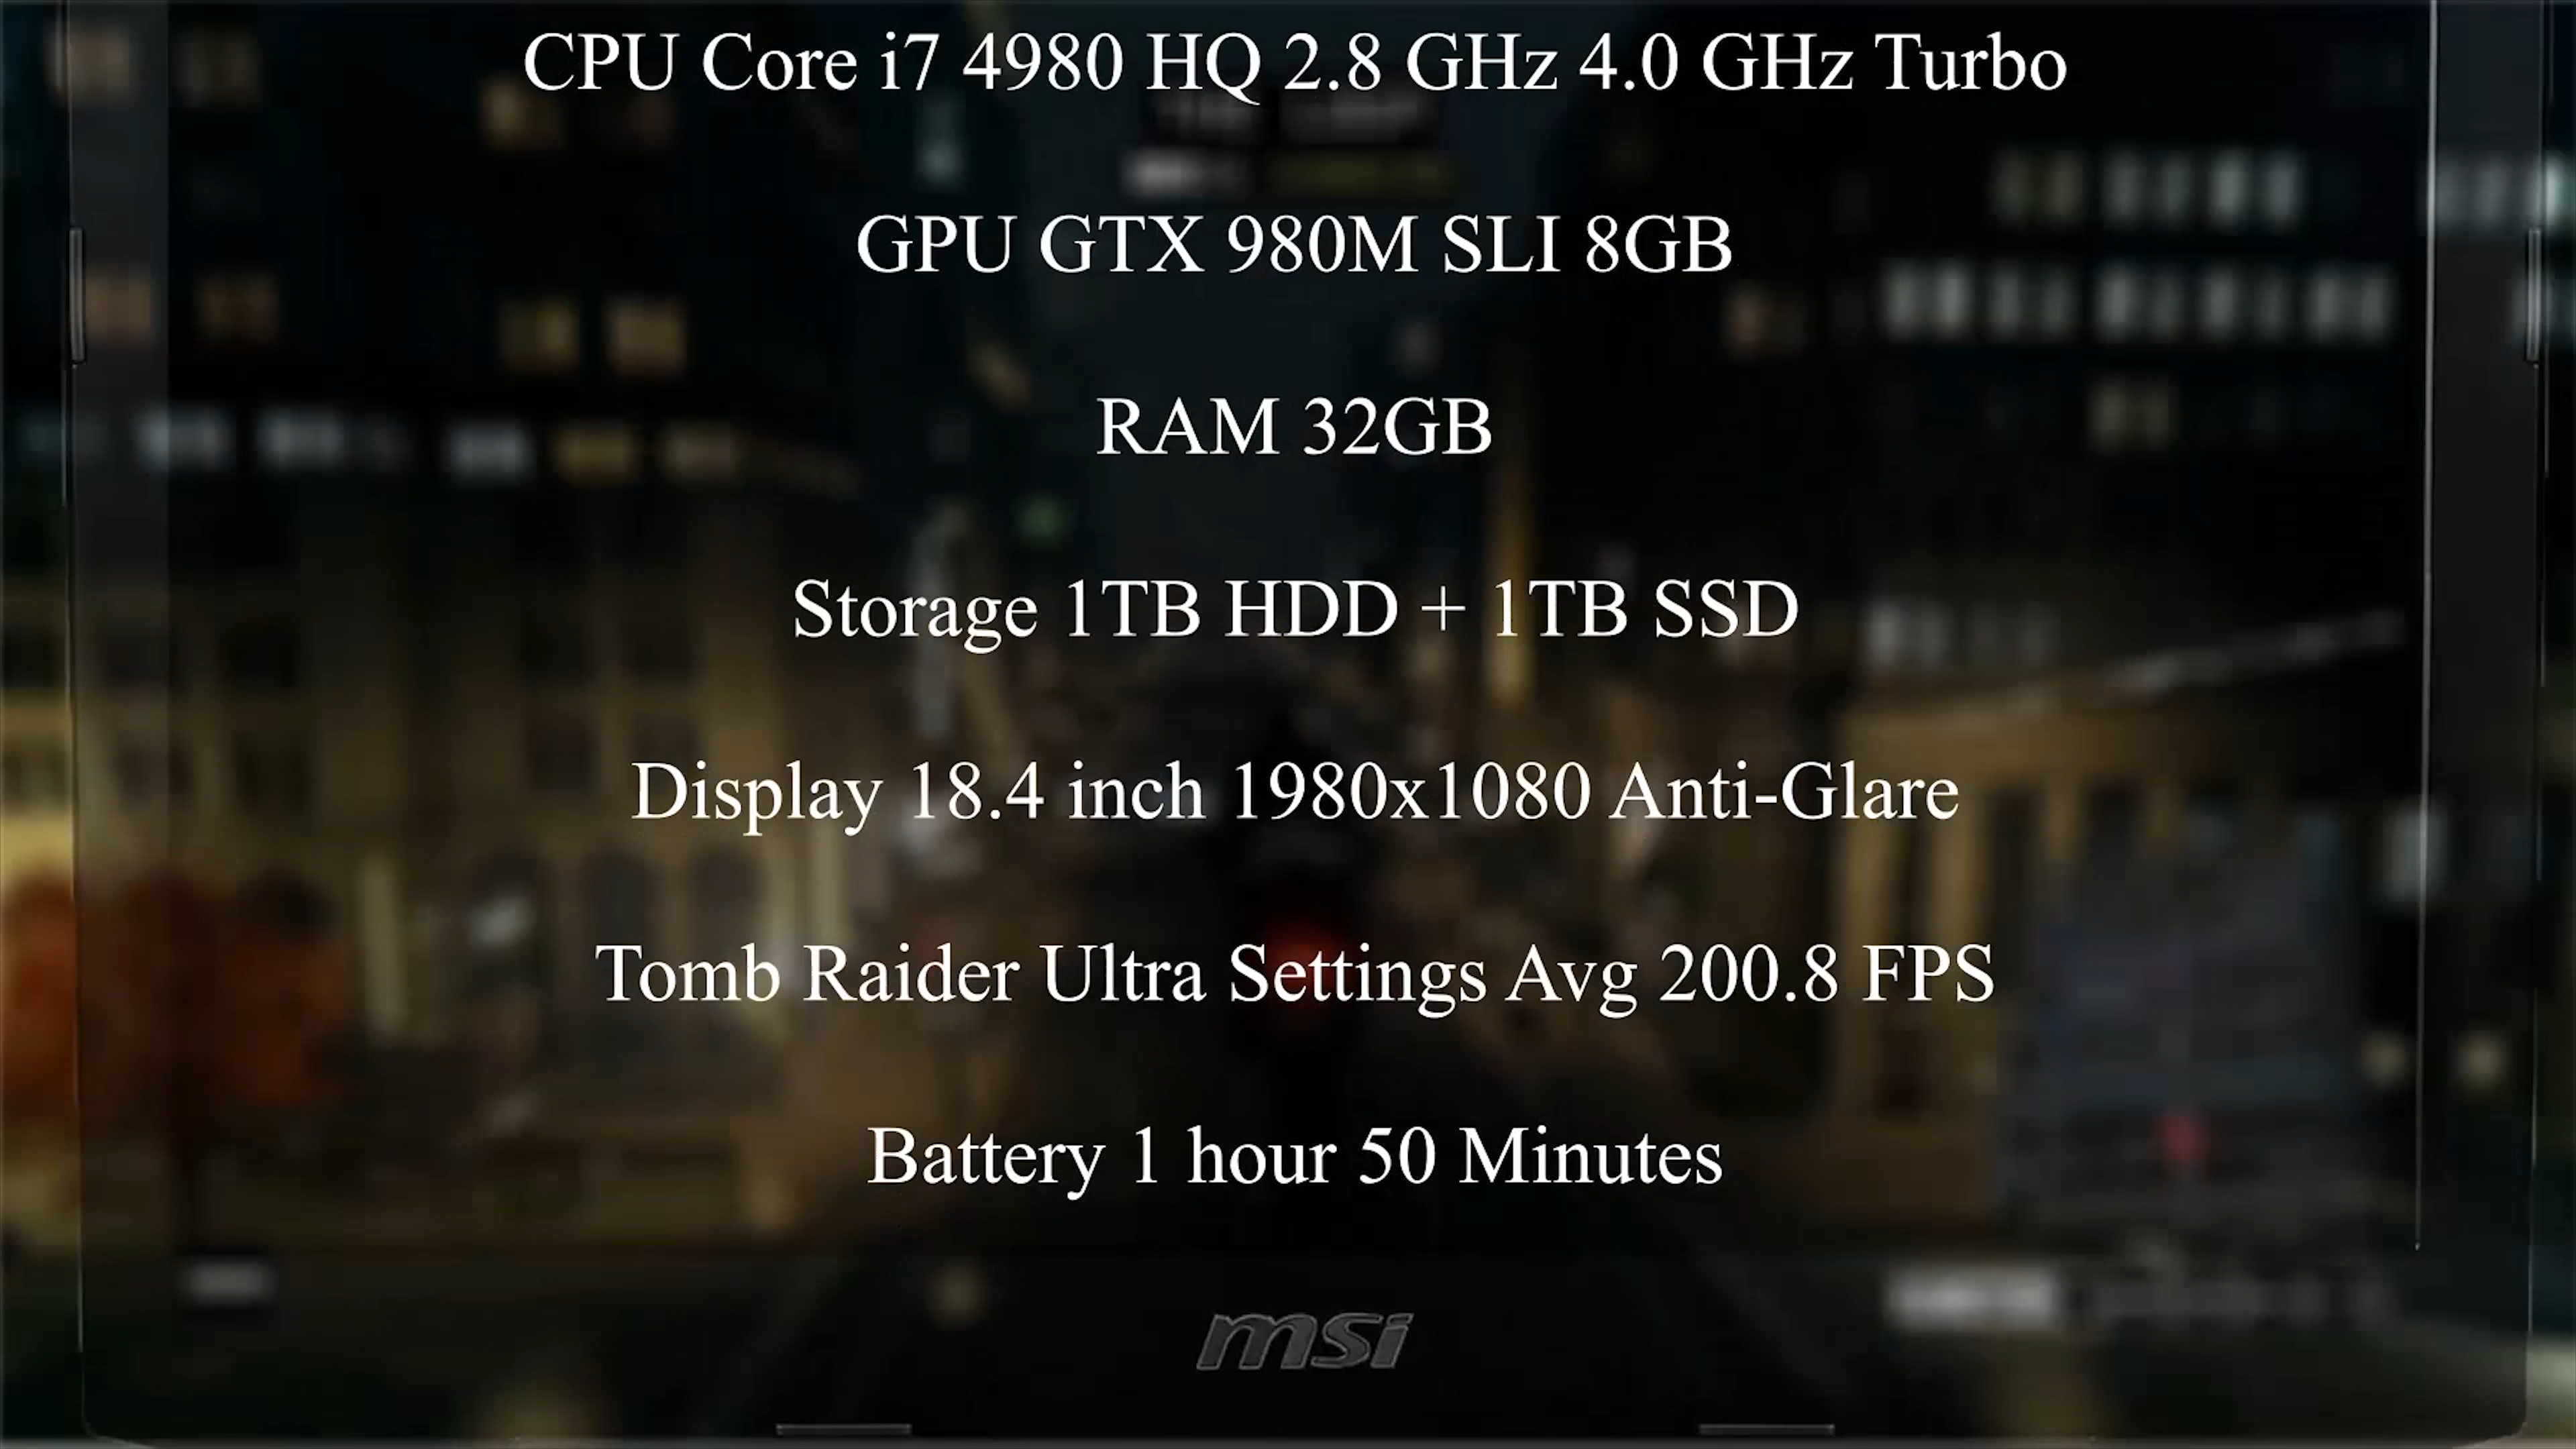 CPU Core i7 4980 HQ 2.8 GHz 4.0 GHz Turbo
GPU GTX 980M SLI 8GB
RAM 32GB
Storage 1TB HDD + 1TB SSD
Display 18.4 inch 1980x1080 Anti-Glare
Tomb Raider Ultra Settings Avg 200.8 FPS
Battery 1 hour 50 Minutes
msi